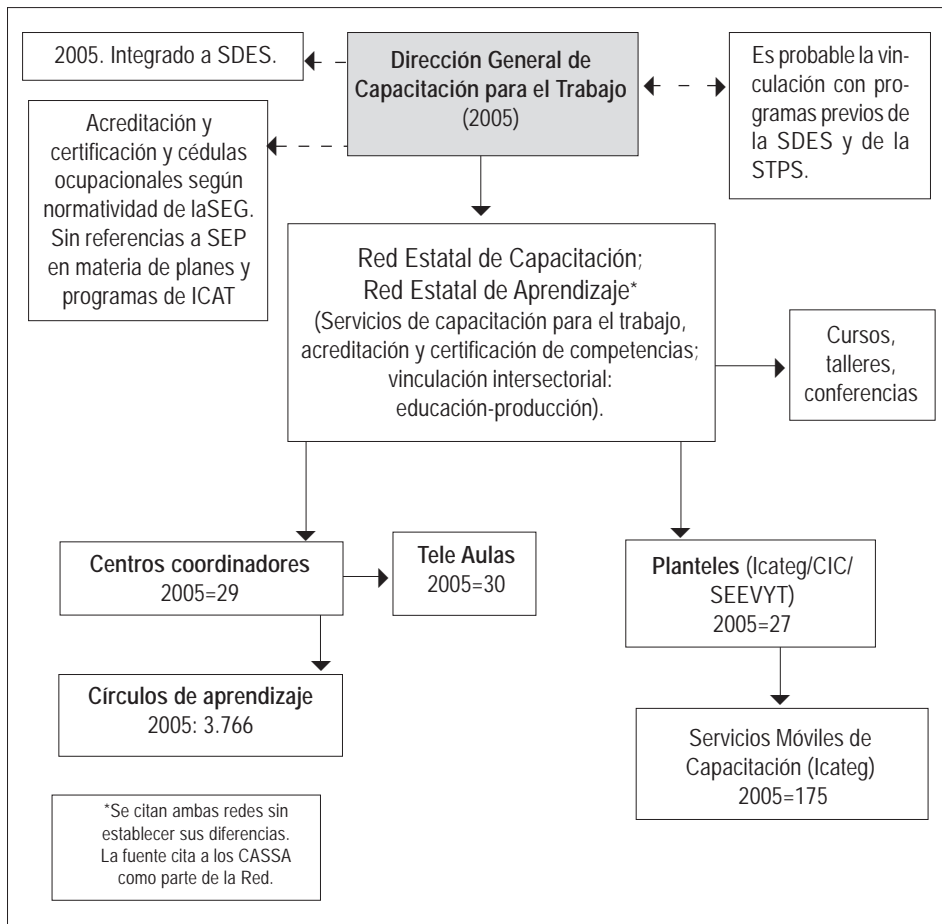 2005. Integrado a SDES.
Dirección General de
Capacitación para el Trabajo
(2005)
Es probable la vin-
culación con pro-
gramas previos de
la SDES y de la
STPS.
Acreditación y
certificación y cédulas
ocupacionales según
normatividad de laSEG.
Sin referencias a SEP
en materia de planes y
programas de ICAT
Red Estatal de Capacitación;
Red Estatal de Aprendizaje*
(Servicios de capacitación para el trabajo,
acreditación y certificación de competencias;
vinculación intersectorial:
educación-producción).
Cursos,
talleres,
conferencias
Centros coordinadores
2005=29
Tele Aulas
2005=30
Planteles (Icateg/CIC/
SEEVYT)
2005=27
Círculos de aprendizaje
2005: 3.766
Servicios Móviles de
Capacitación (Icateg)
2005=175
*Se citan ambas redes sin
establecer sus diferencias.
La fuente cita a los CASSA
como parte de la Red.